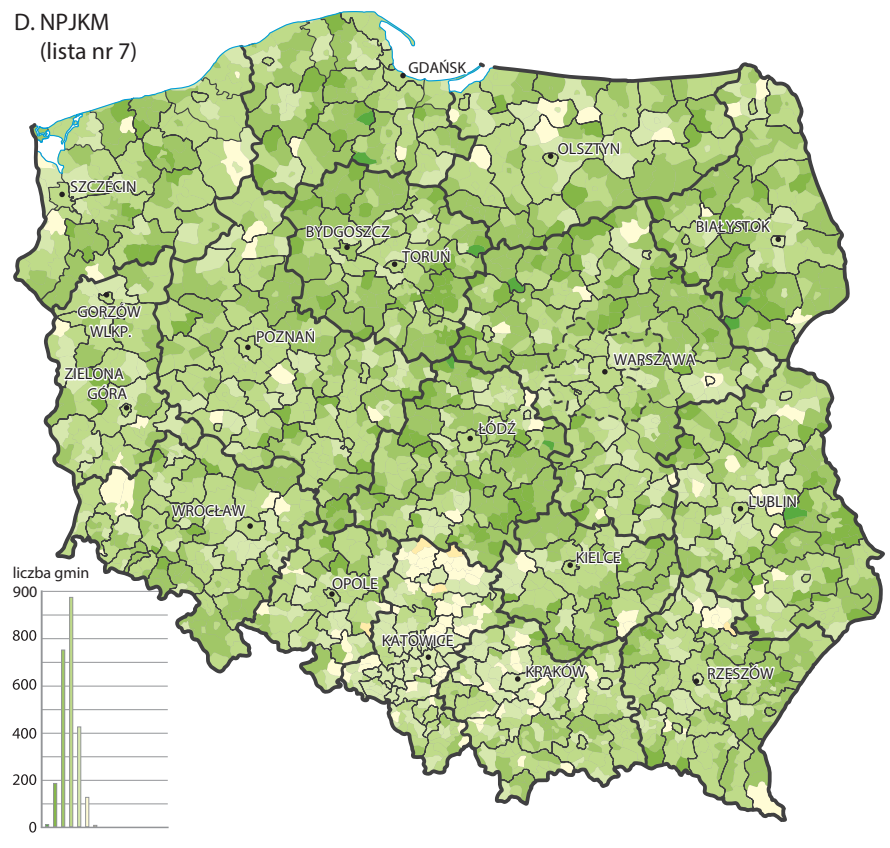 D. NPJKM
(lista nr 7)
GDAŃSK
OLSZTYN
SZCZECIN
BIAŁYSTOK
BYDGOSZCZ
TORUŃ
GORZÓW
WLKP.
POZNAŃ
WARSZAWA
ZIELONA
GÓRA
ŁÓDŹ
WROCŁAW
LUBLIN
KIELCE
liczba gmin
OPOLE
900
800
KATOWICE
KRAKÓW
RZESZÓW
600
400
200
0